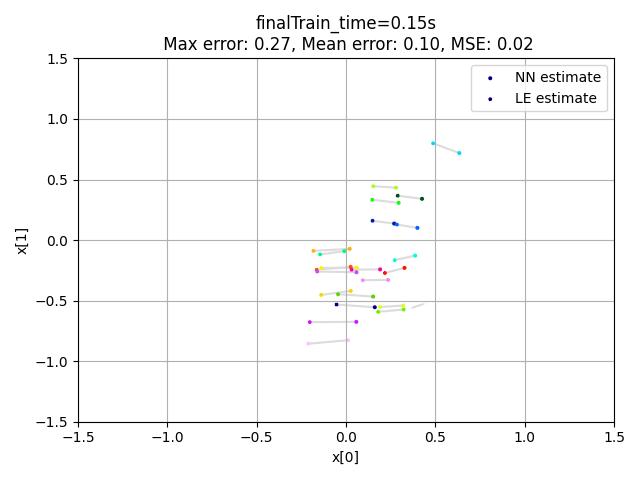 finalTrain_time=0.15s
Max error: 0.27, Mean error: 0.10, MSE: 0.02
NN estimate
LE estimate
1.5
1.0
0.5
0.0
−0.5
−1.0
−1.5
x[1]
−1.5 −1.0 −0.5 0.0 0.5 1.0 1.5
x[0]